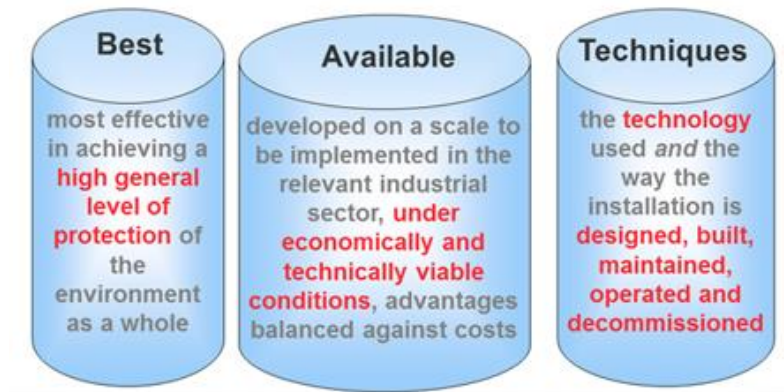 Best
most effective
in achieving a
high general
level of
protection of
the
environment
as a whole
Available
developed on a scale to
be implemented in the
relevant industrial
sector, under
economically and
technically viable
conditions, advantages
balanced against costs
Techniques
the technology
used and the
way the
installation is
designed, built,
maintained,
operated and
decommissioned